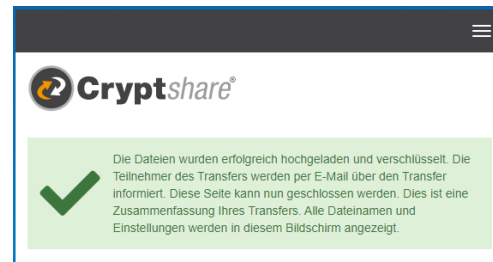 Cryptshare®
Die Dateien wurden erfolgreich hochgeladen und verschlüsselt. Die
Teilnehmer des Transfers werden per E-Mail über den Transfer
informiert. Diese Seite kann nun geschlossen werden. Dies ist eine
Zusammenfassung Ihres Transfers. Alle Dateinamen und
Einstellungen werden in diesem Bildschirm angezeigt.